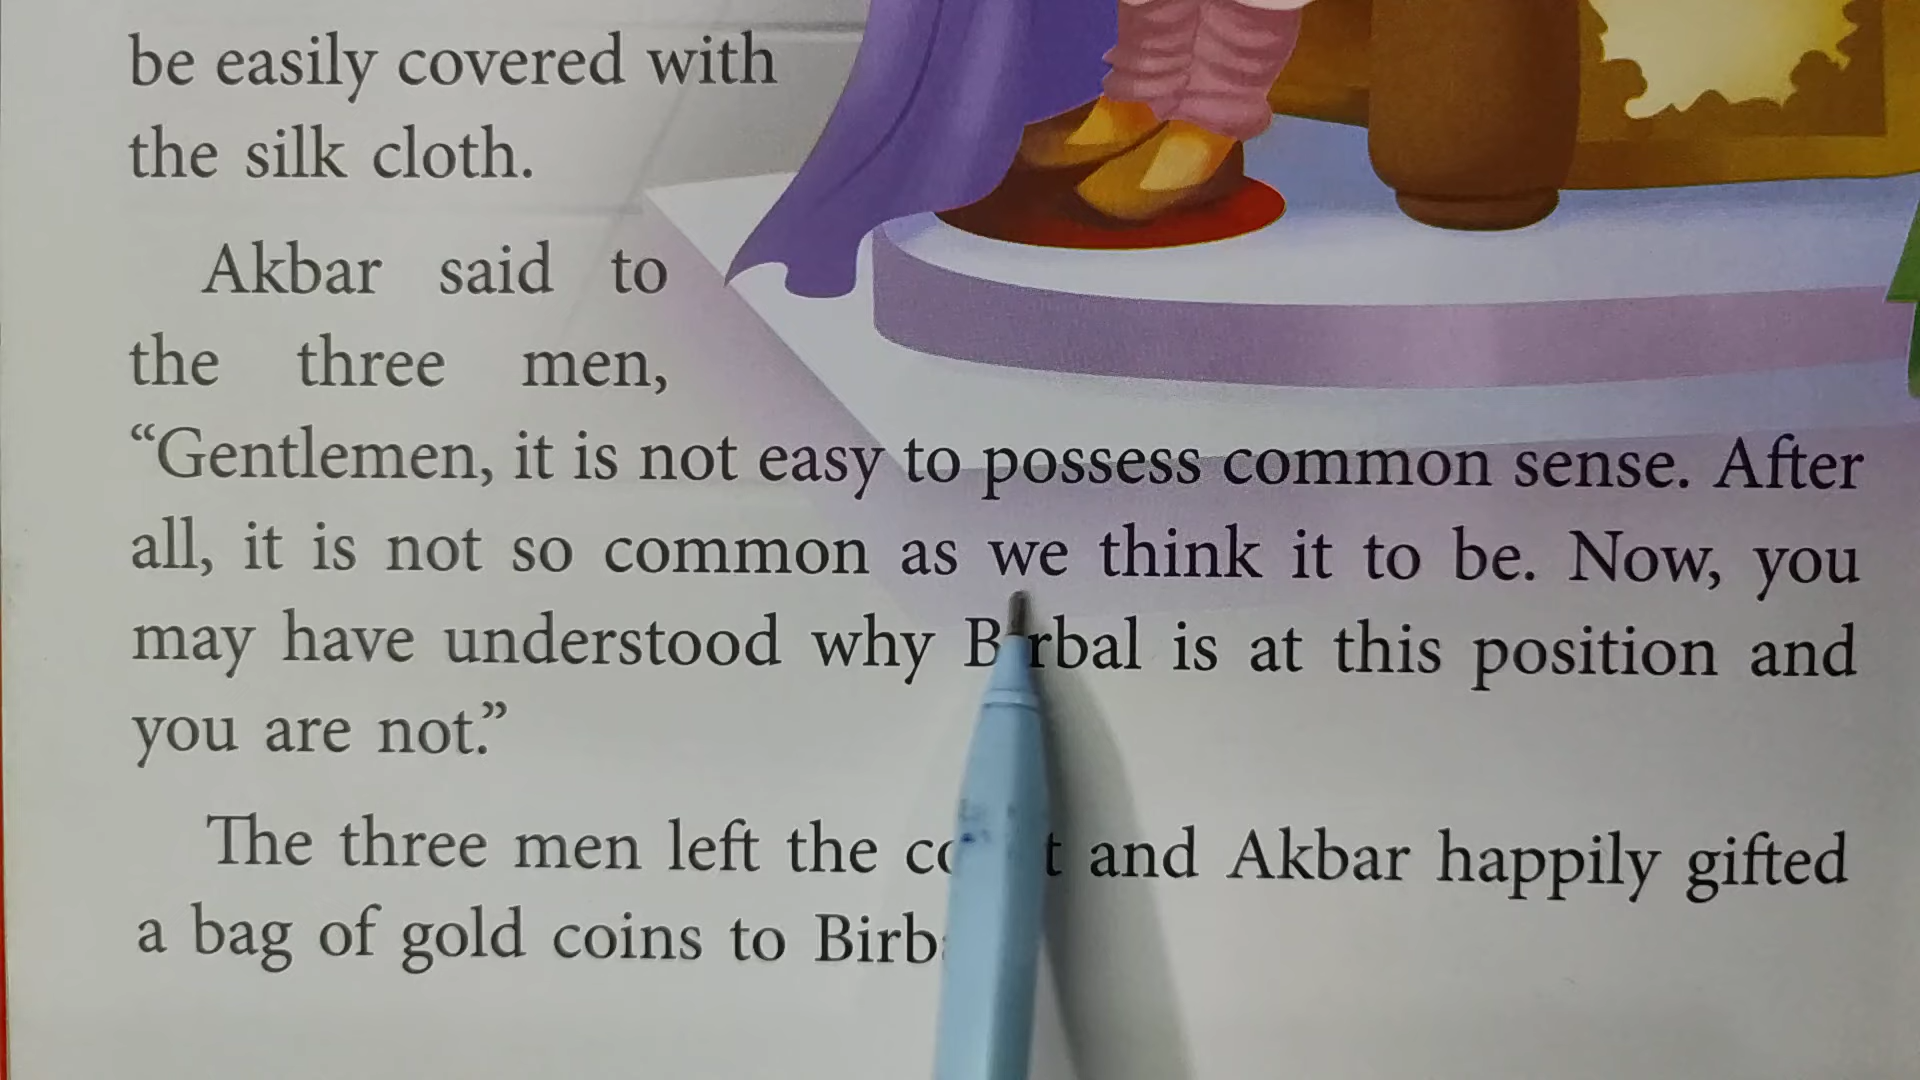 be easily covered with
the silk cloth.
Akbar said to
the three men,
“Gentlemen, it is not easy to possess common sense. After
all, it is not so common as we think it to be. Now, you
may have understood why Birbal is at this position and
you are not.”
The three men left the and Akbar happily gifted
a bag of gold coins to